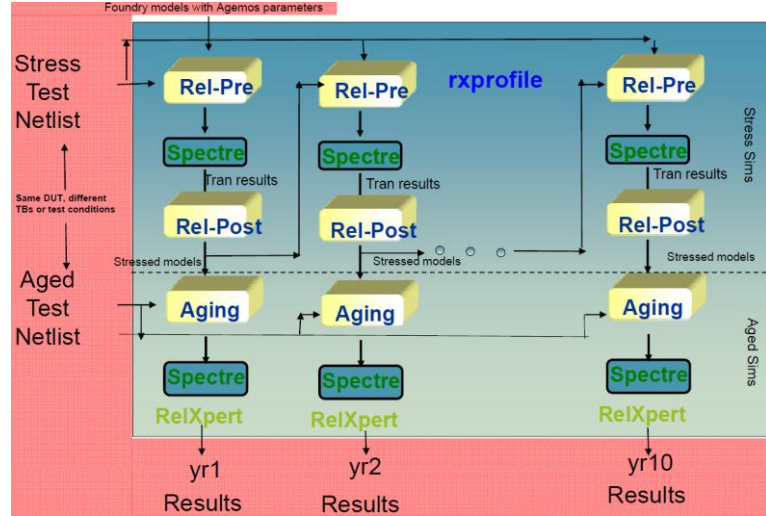 Foundry models with Agemos parameters
Stress
Test
Netlist
Rel-Pre
Rel-Pre
rxprofile
Rel-Pre
Spectre
Spectre
Spectre
Stress Sims
Tran results
Tran results
Tran results
Same DUT, different
TBs or test conditions
Rel-Post
Rel-Post
Rel-Post
Stressed models
Stressed models
Stressed models
Aged
Test
Netlist
Aging
Aging
Aging
Aged Sims
Spectre
Spectre
Spectre
RelXpert
RelXpert
RelXpert
yr1
Results
yr2
Results
yr10
Results